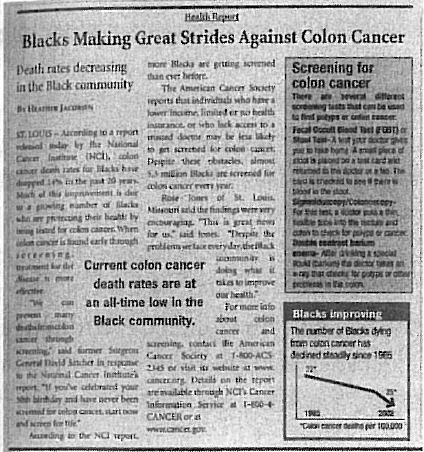 Health Report
Blacks Making Great Strides Against Colon Cancer
Death rates decreasing
in the Black community
By Heather Jacobsen
ST. LOUIS – According to a report
released today by the National
Cancer Institute (NCI), colon
cancer death rates for Blacks have
dropped 14% in the past 20 years.
Much of this improvement is due
to a growing number of Blacks
who are protecting their health by
being tested for colon cancer. When
colon cancer is found early through
screening,
treatment for the
disease is more
effective.
"We can
prevent many
deaths from colon
cancer through
screening," said former Surgeon
General David Satcher in response
to the National Cancer Institute's
report. "If you've celebrated your
50th birthday and have never been
screened for colon cancer, start now
and screen for life."
According to the NCI report,
more Blacks are getting screened
than ever before.
The American Cancer Society
reports that individuals who have a
lower income, limited or no health
insurance, or who lack access to a
trusted doctor may be less likely
to get screened for colon cancer.
Despite these obstacles, almost
5.5 million Blacks are screened for
colon cancer every year.
Rose Jones of St. Louis,
Missouri said the findings were very
encouraging. "This is great news
for us," said Jones. "Despite the
problems we face every day, the Black
community is
doing what it
takes to improve
our health."
For more info
about colon
cancer and
screening, contact the American
Cancer Society at 1-800-ACS-
2345 or visit its website at www.
cancer.org. Details on the report
are available through NCI's Cancer
Information Service at 1-800-4-
CANCER or at
www.cancer.gov.
Current colon cancer
death rates are at
an all-time low in the
Black community.
Screening for
colon cancer
There are several different
screening tests that can be used
to find polyps or colon cancer.
Fecal Occult Blood Test (FOBT) or
Stool Test–A test your doctor gives
you to take home. A small piece of
stool is placed on a test card and
returned to the doctor or a lab. The
card is checked to see if there is
blood in the stool.
Sigmoidoscopy/Colonoscopy–
For this test, a doctor puts a thin,
flexible tube into the rectum and
colon to check for polyps or cancer.
Double contrast barium
enema– After drinking a special
liquid (barium) the doctor takes an
x-ray that checks for polyps or other
problems in the colon.
Blacks improving
The number of Blacks dying
from colon cancer has
declined steadily since 1985
1985
2002
*Colon cancer deaths per 100,000